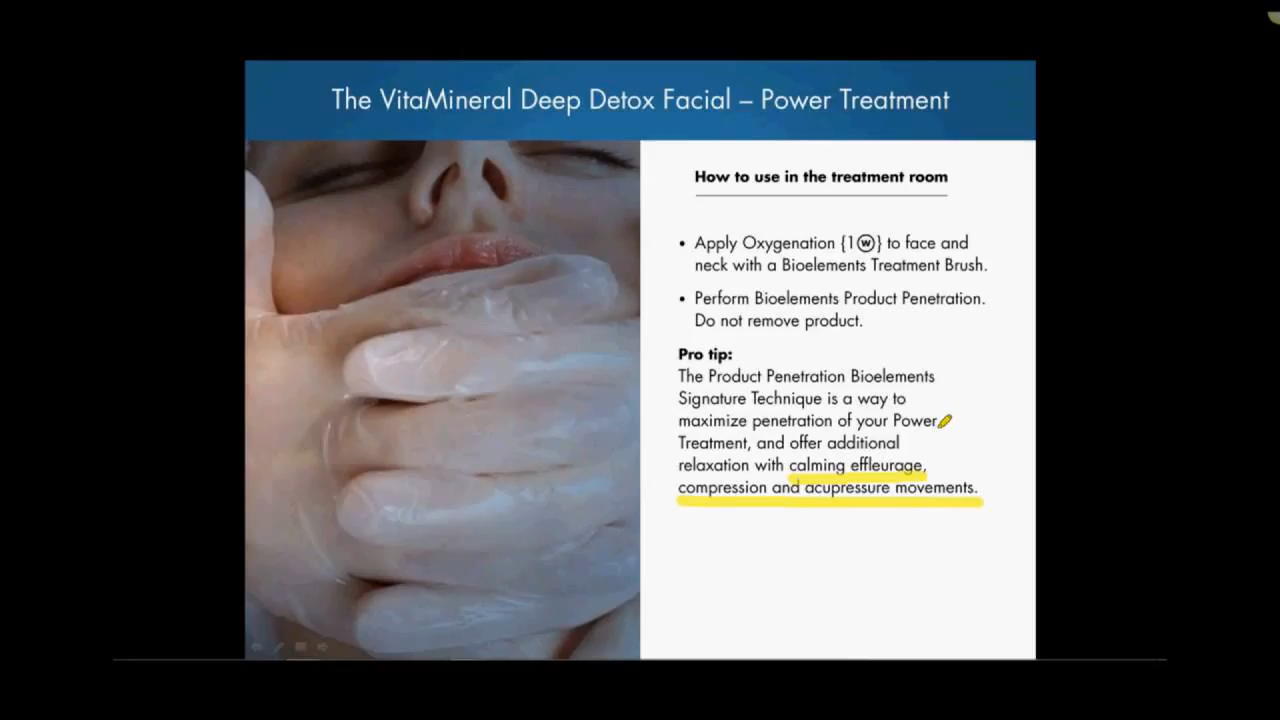 The VitaMineral Deep Detox Facial – Power Treatment
How to use in the treatment room
• Apply Oxygenation {1ⓦ} to face and
neck with a Bioelements Treatment Brush.
• Perform Bioelements Product Penetration.
Do not remove product.
Pro tip:
The Product Penetration Bioelements
Signature Technique is a way to
maximize penetration of your Power
Treatment, and offer additional
relaxation with calming effleurage,
compression and acupressure movements.